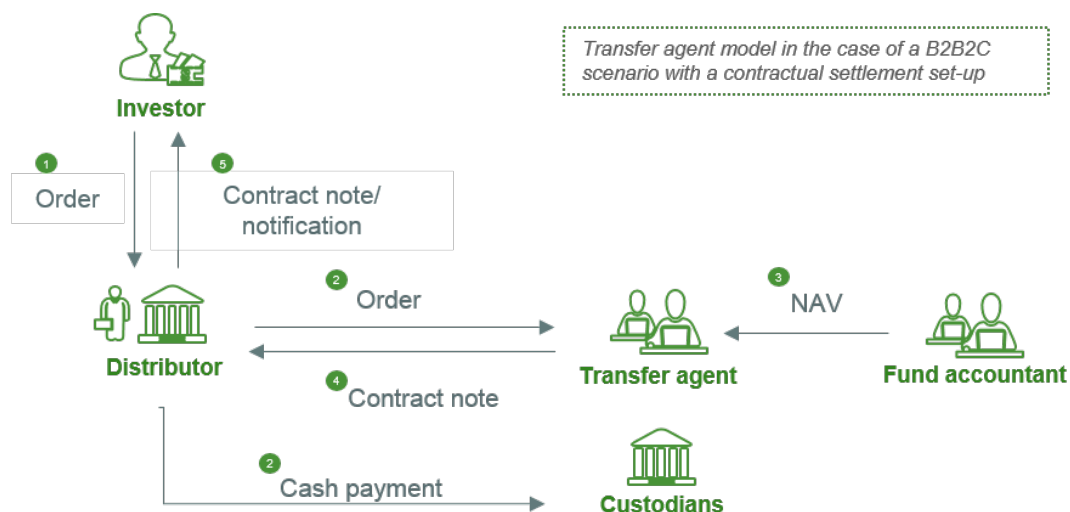 Transfer agent model in the case of a B2B2C
scenario with a contractual settlement set-up
Investor
1
Order
5
Contract note/
notification
2
Order
3
NAV
Distributor
Transfer agent
Fund accountant
4
Contract note
2
Cash payment
Custodians